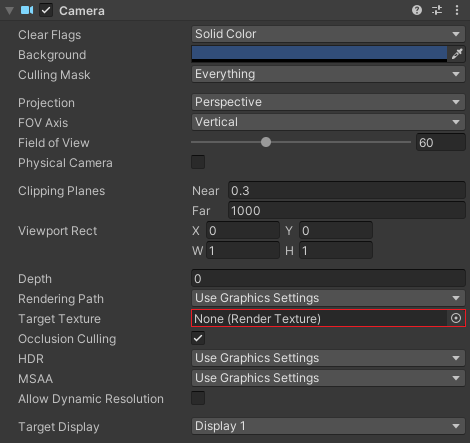 Camera
Clear Flags Solid Color
Background
Culling Mask Everything
Projection Perspective
FOV Axis Vertical
Field of View 60
Physical Camera
Clipping Planes Near 0.3
Far 1000
Viewport Rect X 0 Y 0
W 1 H 1
Depth 0
Rendering Path Use Graphics Settings
Target Texture None (Render Texture)
Occlusion Culling
HDR Use Graphics Settings
MSAA Use Graphics Settings
Allow Dynamic Resolution
Target Display Display 1